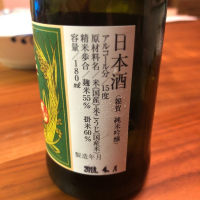 日本酒
(雑賀 純米吟醸)
アルコール分/15度
原材料名/米(国産)・米こうじ(国産米)
精米歩合/麹米55% 掛米60%
容量/180ml
製造年月